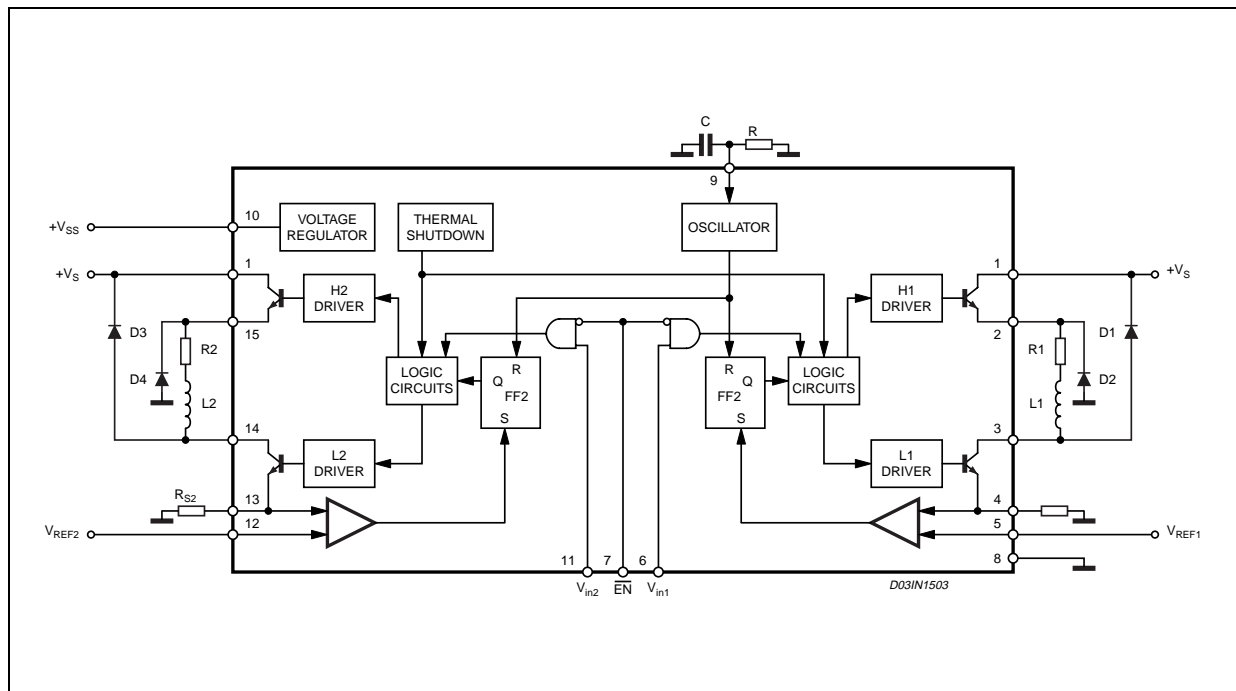 C
R
9
10
+VSS
VOLTAGE
REGULATOR
THERMAL
SHUTDOWN
OSCILLATOR
1
+VS
H2
DRIVER
H1
DRIVER
1
+VS
D3
15
R2
2
R1
D1
D4
L2
LOGIC
CIRCUITS
R
Q
FF2
S
R
Q
FF2
S
LOGIC
CIRCUITS
D2
L1
14
L2
DRIVER
L1
DRIVER
3
RS2
13
4
VREF2
12
5
VREF1
11
7
6
8
Vin2
EN
Vin1
D03IN1503